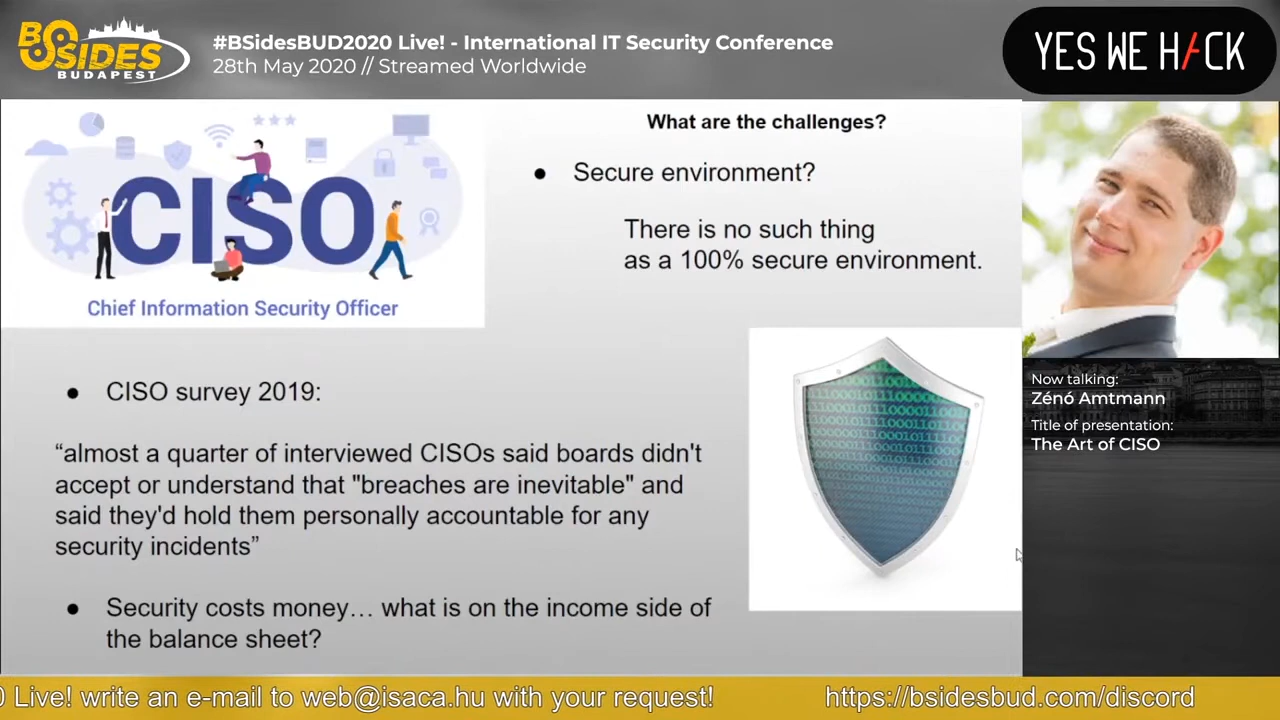 BSIDES
BUDAPEST
#BSidesBUD2020 Live! - International IT Security Conference
28th May 2020 // Streamed Worldwide
YES WE H/CK
What are the challenges?
CISO
Chief Information Security Officer
● Secure environment?
There is no such thing
as a 100% secure environment.
● CISO survey 2019:
“almost a quarter of interviewed CISOs said boards didn't
accept or understand that "breaches are inevitable" and
said they'd hold them personally accountable for any
security incidents”
● Security costs money… what is on the income side of
the balance sheet?
Now talking:
Zénó Amtmann
Title of presentation:
The Art of CISO
0 Live! write an e-mail to web@isaca.hu with your request!
https://bsidesbud.com/discord